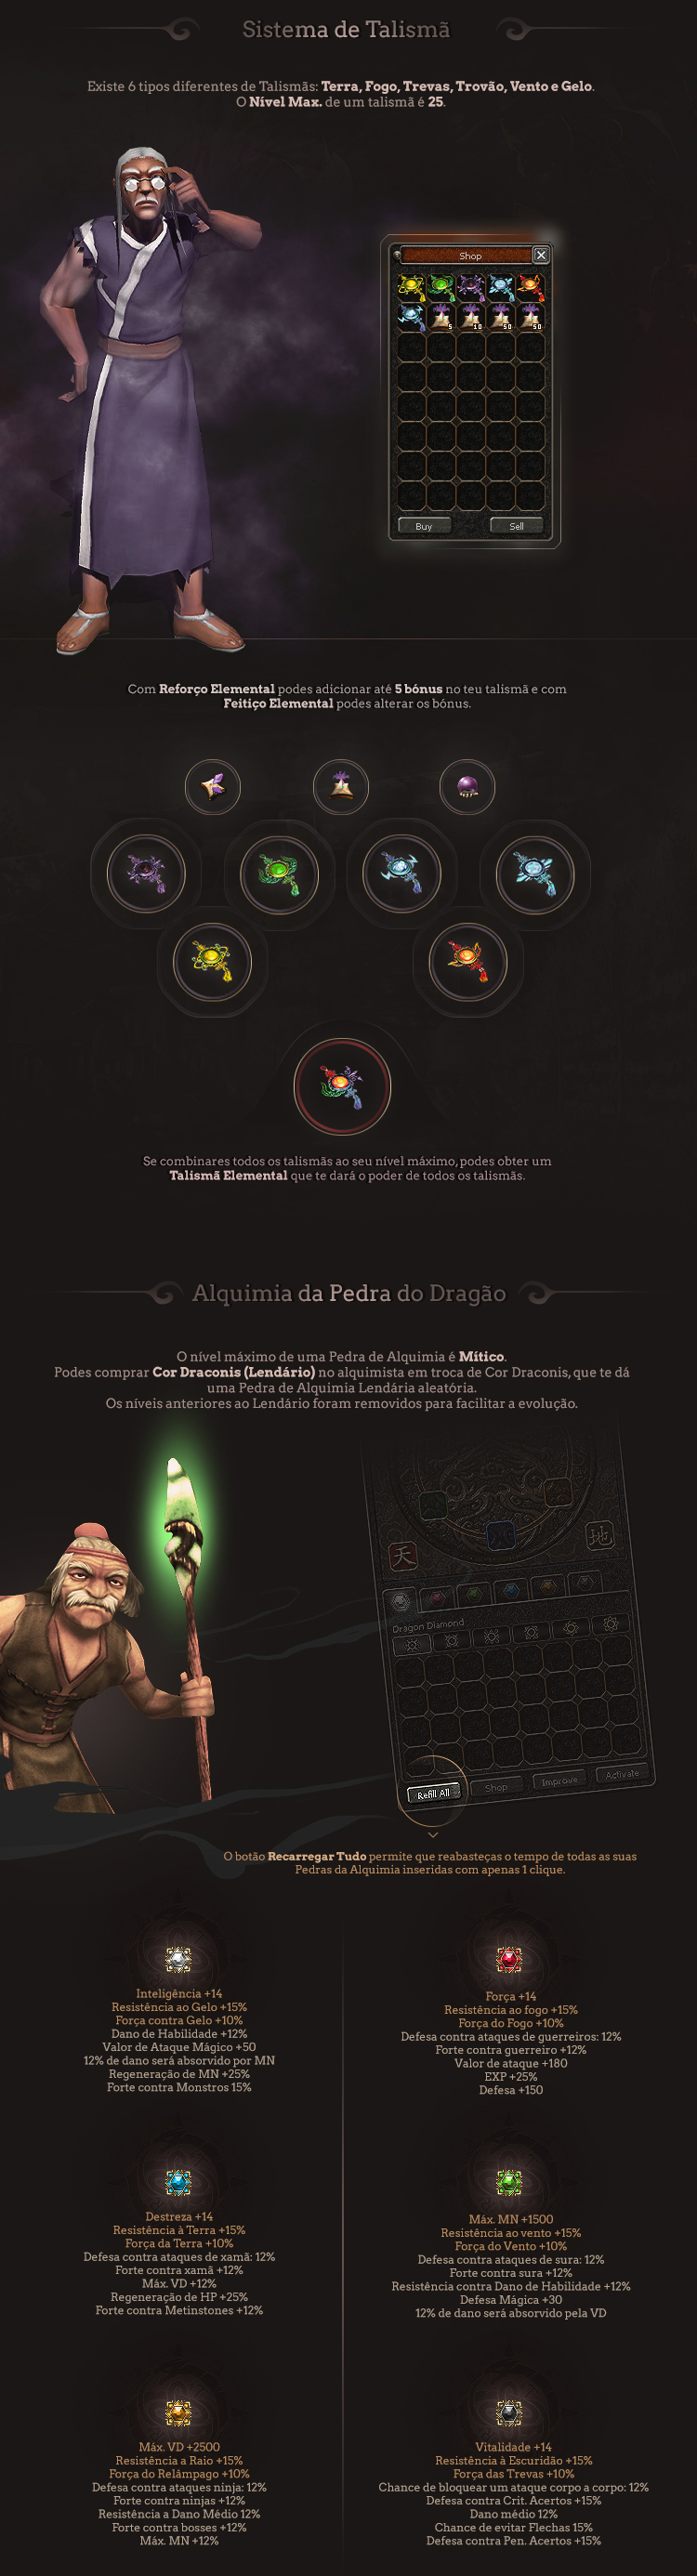 Sistema de Talismã
Existe 6 tipos diferentes de Talismãs: Terra, Fogo, Trevas, Trovão, Vento e Gelo.
O Nível Max. de um talismã é 25.
Shop
5 10 50 50
Buy Sell
Com Reforço Elemental podes adicionar até 5 bónus no teu talismã e com
Feitiço Elemental podes alterar os bónus.
Se combinares todos os talismãs ao seu nível máximo, podes obter um
Talismã Elemental que te dará o poder de todos os talismãs.
Alquimia da Pedra do Dragão
O nível máximo de uma Pedra de Alquimia é Mítico.
Podes comprar Cor Draconis (Lendário) no alquimista em troca de Cor Draconis, que te dá
uma Pedra de Alquimia Lendária aleatória.
Os níveis anteriores ao Lendário foram removidos para facilitar a evolução.
天 地
Dragon Diamond
Refill All Shop Improve Activate
O botão Recarregar Tudo permite que reabasteças o tempo de todas as suas
Pedras da Alquimia inseridas com apenas 1 clique.
Inteligência +14
Resistência ao Gelo +15%
Força contra Gelo +10%
Dano de Habilidade +12%
Valor de Ataque Mágico +50
12% de dano será absorvido por MN
Regeneração de MN +25%
Forte contra Monstros 15%
Força +14
Resistência ao fogo +15%
Força do Fogo +10%
Defesa contra ataques de guerreiros: 12%
Forte contra guerreiro +12%
Valor de ataque +180
EXP +25%
Defesa +150
Destreza +14
Resistência à Terra +15%
Força da Terra +10%
Defesa contra ataques de xamã: 12%
Forte contra xamã +12%
Máx. VD +12%
Regeneração de HP +25%
Forte contra Metinstones +12%
Máx. MN +1500
Resistência ao vento +15%
Força do Vento +10%
Defesa contra ataques de sura: 12%
Forte contra sura +12%
Resistência contra Dano de Habilidade +12%
Defesa Mágica +30
12% de dano será absorvido pela VD
Máx. VD +2500
Resistência a Raio +15%
Força do Relâmpago +10%
Defesa contra ataques ninja: 12%
Forte contra ninjas +12%
Resistência a Dano Médio 12%
Forte contra bosses +12%
Máx. MN +12%
Vitalidade +14
Resistência à Escuridão +15%
Força das Trevas +10%
Chance de bloquear um ataque corpo a corpo: 12%
Defesa contra Crit. Acertos +15%
Dano médio 12%
Chance de evitar Flechas 15%
Defesa contra Pen. Acertos +15%